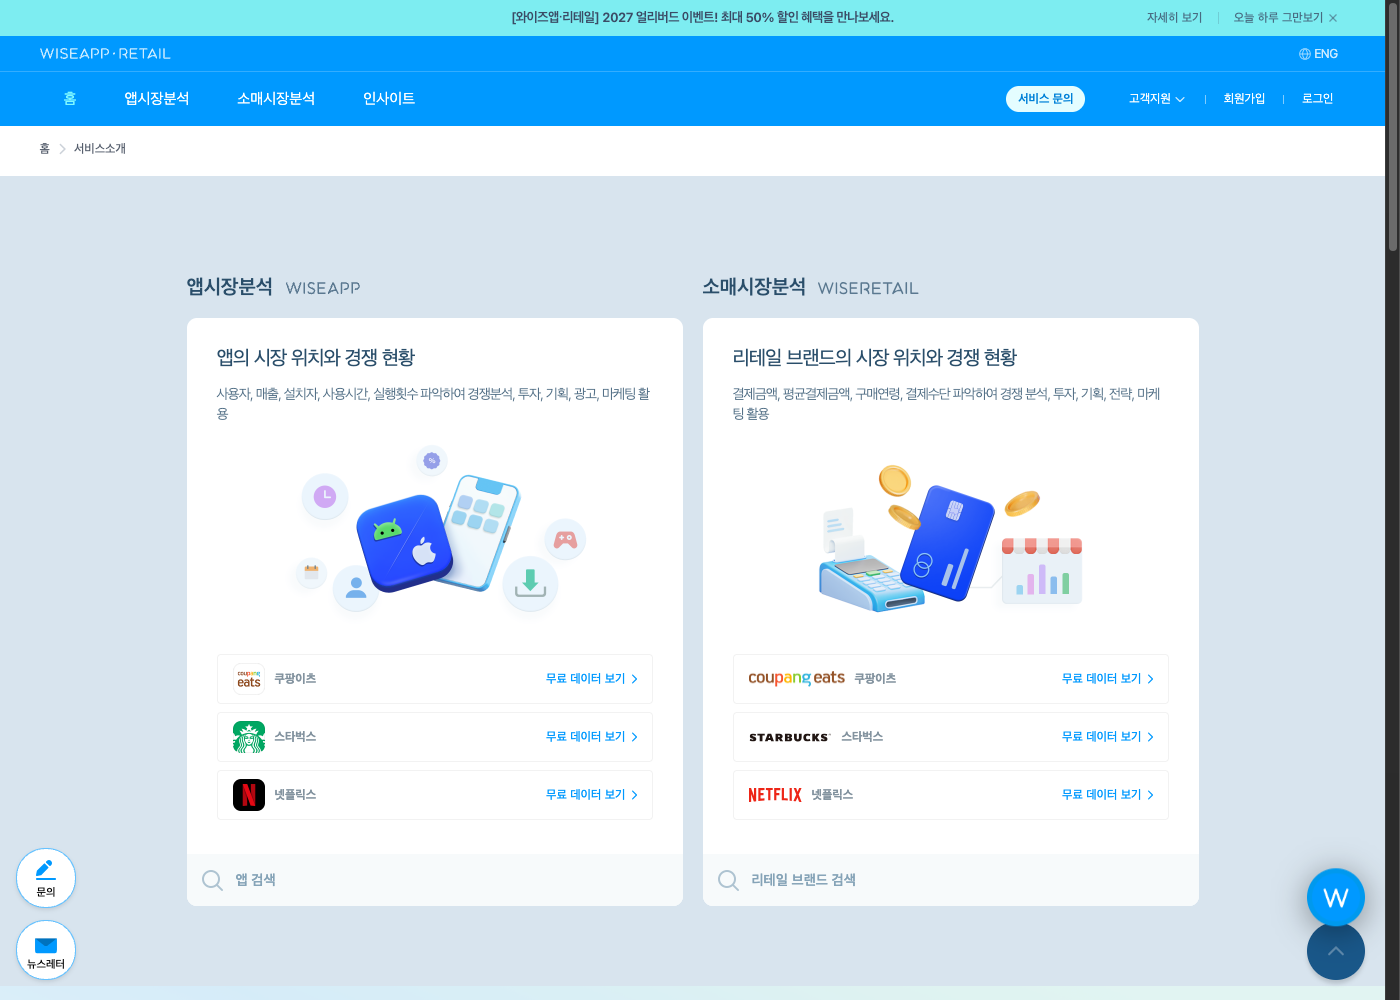 [와이즈앱·리테일] 2027 얼리버드 이벤트! 최대 50% 할인 혜택을 만나보세요.
자세히 보기
오늘 하루 그만보기
WISEAPP·RETAIL
ENG
홈
앱시장분석
소매시장분석
인사이트
서비스 문의
고객지원
회원가입
로그인
홈
서비스소개
앱시장분석 WISEAPP
앱의 시장 위치와 경쟁 현황
사용자, 매출, 설치자, 사용시간, 실행횟수 파악하여 경쟁분석, 투자, 기획, 광고, 마케팅 활
용
%
coupang eats
쿠팡이츠
무료 데이터 보기
스타벅스
무료 데이터 보기
N
넷플릭스
무료 데이터 보기
앱 검색
소매시장분석 WISERETAIL
리테일 브랜드의 시장 위치와 경쟁 현황
결제금액, 평균결제금액, 구매연령, 결제수단 파악하여 경쟁 분석, 투자, 기획, 전략, 마케
팅 활용
coupang eats
쿠팡이츠
무료 데이터 보기
STARBUCKS
스타벅스
무료 데이터 보기
NETFLIX
넷플릭스
무료 데이터 보기
리테일 브랜드 검색
문의
뉴스레터
W